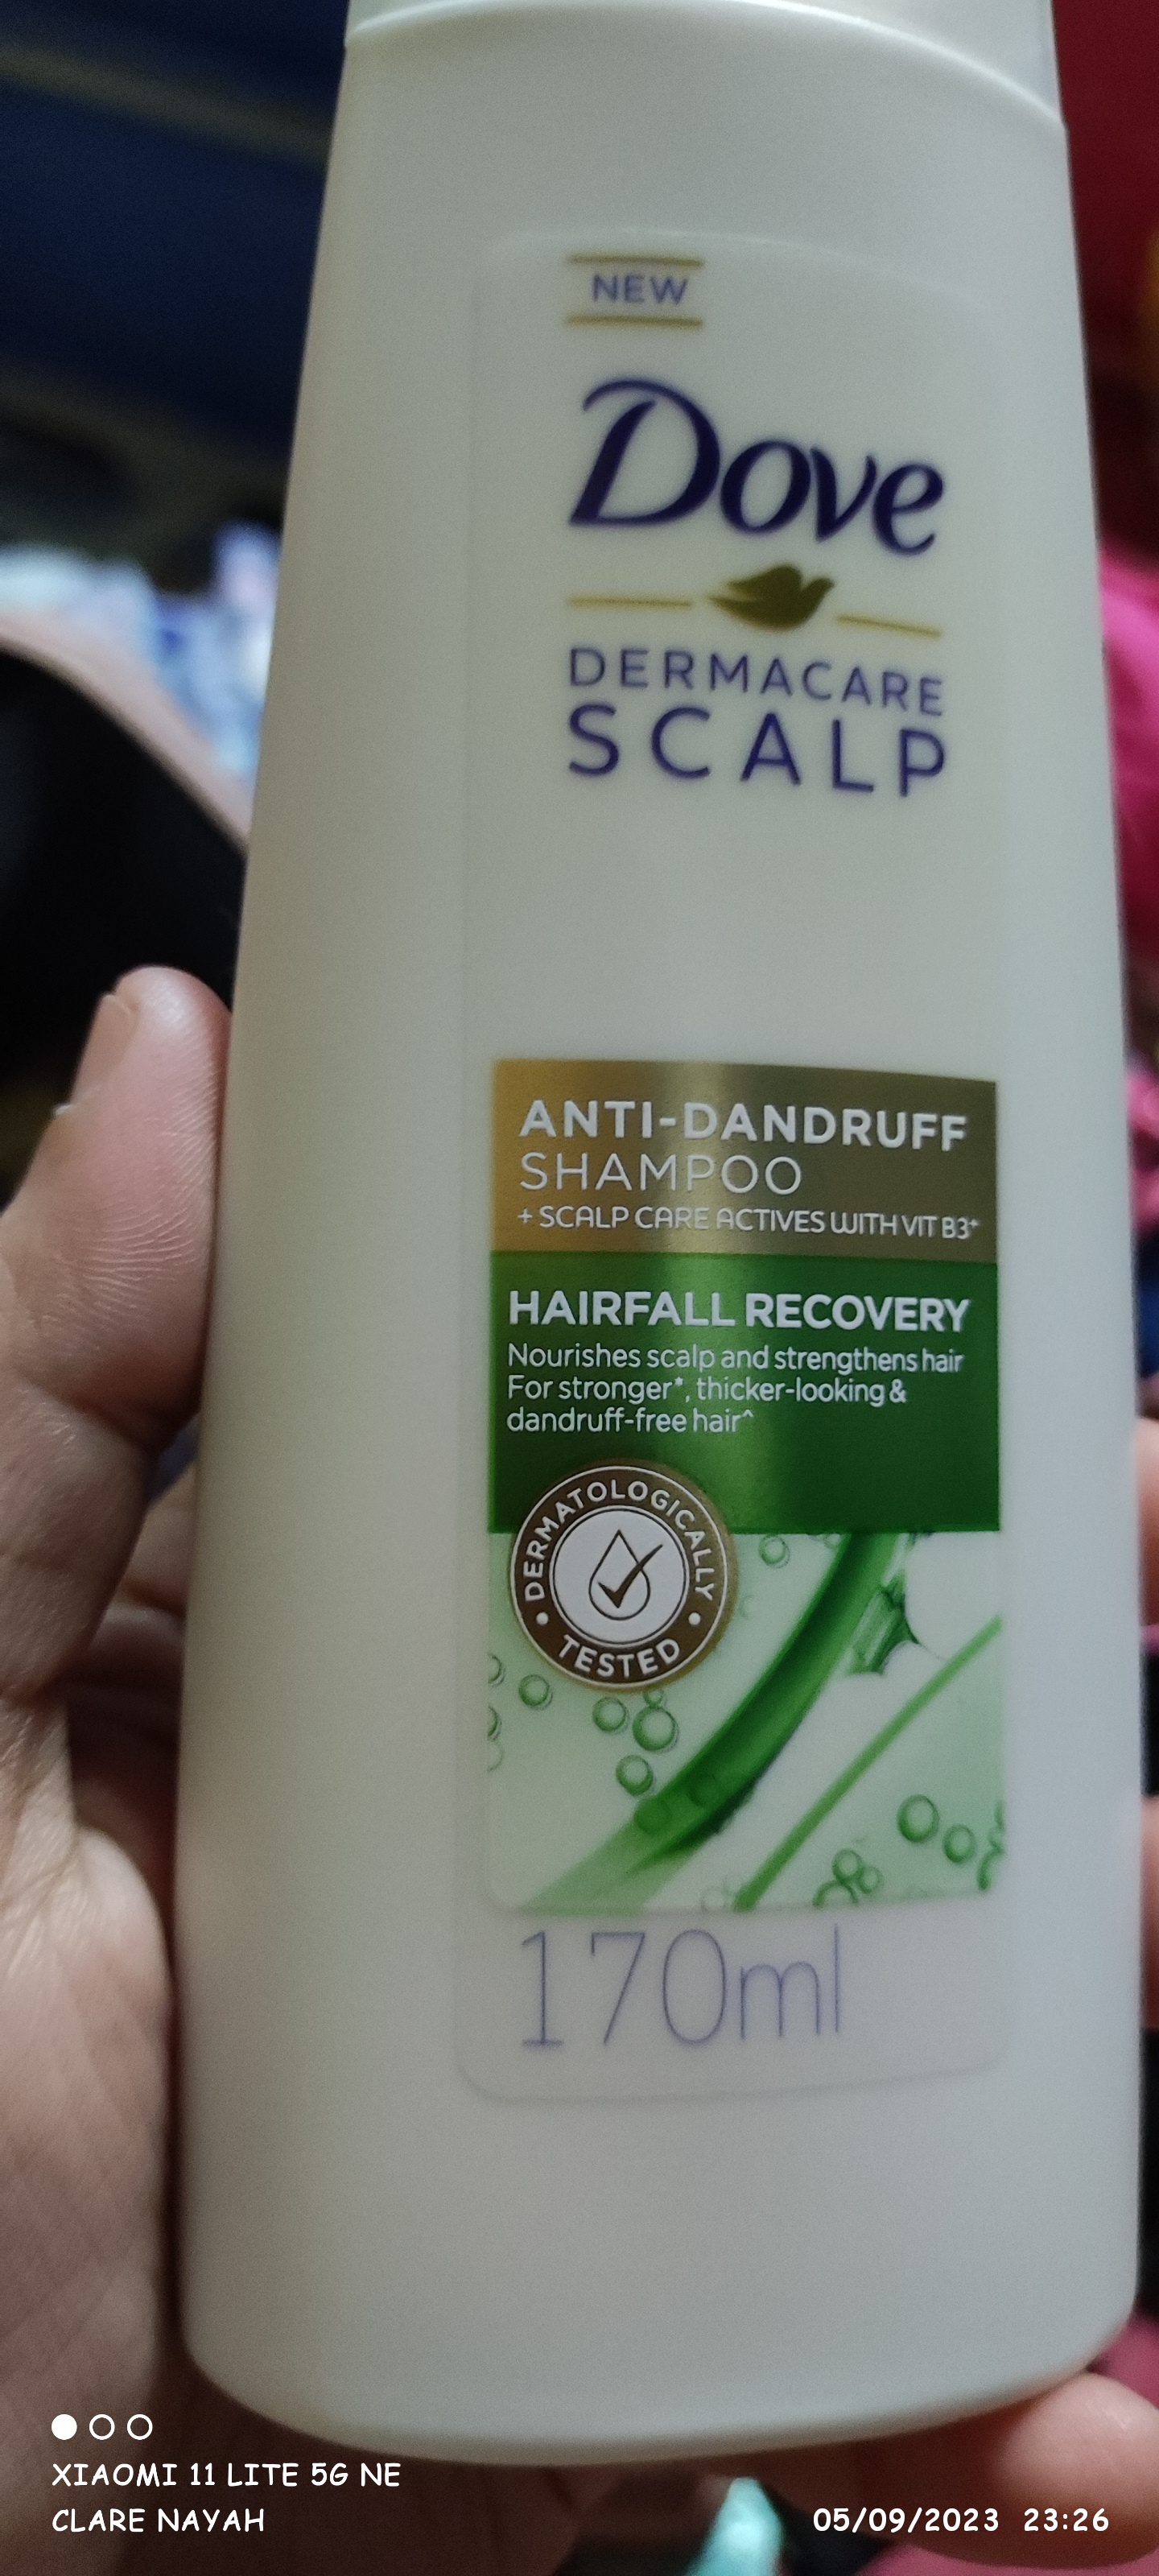 NEW
Dove
DERMACARE
SCALP
ANTI-DANDRUFF
SHAMPOO
+ SCALP CARE ACTIVES WITH VIT B3⁺
HAIRFALL RECOVERY
Nourishes scalp and strengthens hair
For stronger*, thicker-looking &
dandruff-free hair^
DERMATOLOGICALLY
• TESTED •
170ml
XIAOMI 11 LITE 5G NE
CLARE NAYAH
05/09/2023 23:26